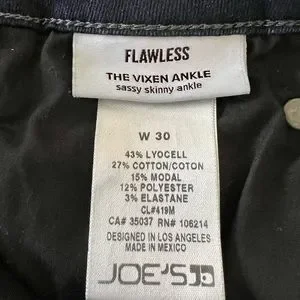 FLAWLESS
THE VIXEN ANKLE
sassy skinny ankle
W 30
43% LYOCELL
27% COTTON/COTON
15% MODAL
12% POLYESTER
3% ELASTANE
CL#419M
CA# 35037 RN# 106214
DESIGNED IN LOS ANGELES
MADE IN MEXICO
JOE'S